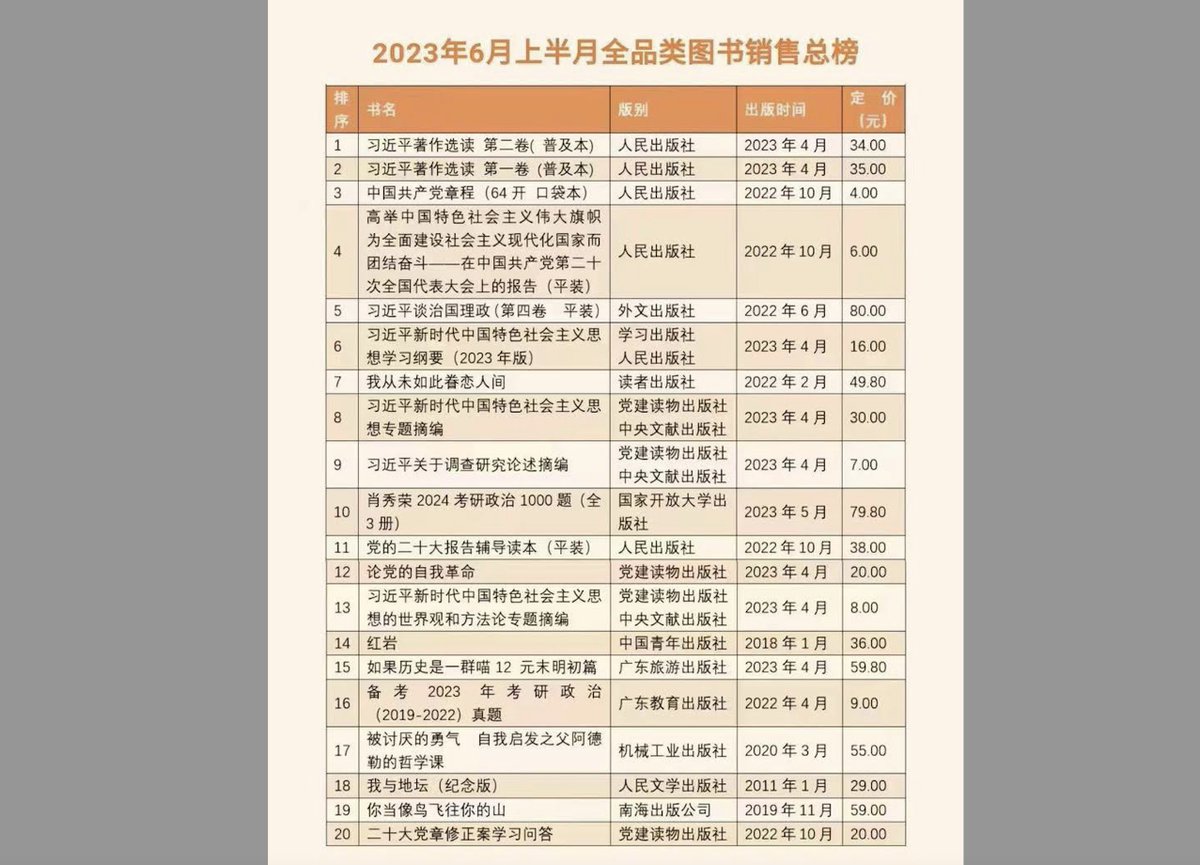 2023年6月上半月全品类图书销售总榜
排序 书名 版别 出版时间 定 价（元）
1 习近平著作选读 第二卷( 普及本) 人民出版社 2023 年 4 月 34.00
2 习近平著作选读 第一卷 (普及本) 人民出版社 2023 年 4 月 35.00
3 中国共产党章程（64 开 口袋本） 人民出版社 2022 年 10 月 4.00
4 高举中国特色社会主义伟大旗帜
为全面建设社会主义现代化国家而
团结奋斗——在中国共产党第二十
次全国代表大会上的报告（平装） 人民出版社 2022 年 10 月 6.00
5 习近平谈治国理政(第四卷 平装) 外文出版社 2022 年 6 月 80.00
6 习近平新时代中国特色社会主义思
想学习纲要（2023 年版） 学习出版社
人民出版社 2023 年 4 月 16.00
7 我从未如此眷恋人间 读者出版社 2022 年 2 月 49.80
8 习近平新时代中国特色社会主义思
想专题摘编 党建读物出版社
中央文献出版社 2023 年 4 月 30.00
9 习近平关于调查研究论述摘编 党建读物出版社
中央文献出版社 2023 年 4 月 7.00
10 肖秀荣 2024 考研政治 1000 题（全
3 册） 国家开放大学出
版社 2023 年 5 月 79.80
11 党的二十大报告辅导读本（平装） 人民出版社 2022 年 10 月 38.00
12 论党的自我革命 党建读物出版社 2023 年 4 月 20.00
13 习近平新时代中国特色社会主义思
想的世界观和方法论专题摘编 党建读物出版社
中央文献出版社 2023 年 4 月 8.00
14 红岩 中国青年出版社 2018 年 1 月 36.00
15 如果历史是一群喵 12 元末明初篇 广东旅游出版社 2023 年 4 月 59.80
16 备 考 2023 年 考 研 政 治
（2019-2022）真题 广东教育出版社 2022 年 4 月 9.00
17 被讨厌的勇气 自我启发之父阿德
勒的哲学课 机械工业出版社 2020 年 3 月 55.00
18 我与地坛（纪念版） 人民文学出版社 2011 年 1 月 29.00
19 你当像鸟飞往你的山 南海出版公司 2019 年 11 月 59.00
20 二十大党章修正案学习问答 党建读物出版社 2022 年 10 月 20.00